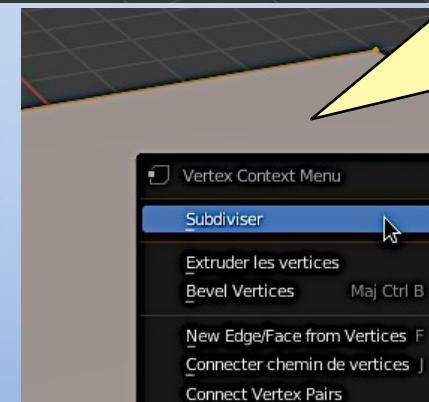 Vertex Context Menu
Subdiviser
Extruder les vertices
Bevel Vertices Maj Ctrl B
New Edge/Face from Vertices F
Connecter chemin de vertices J
Connect Vertex Pairs